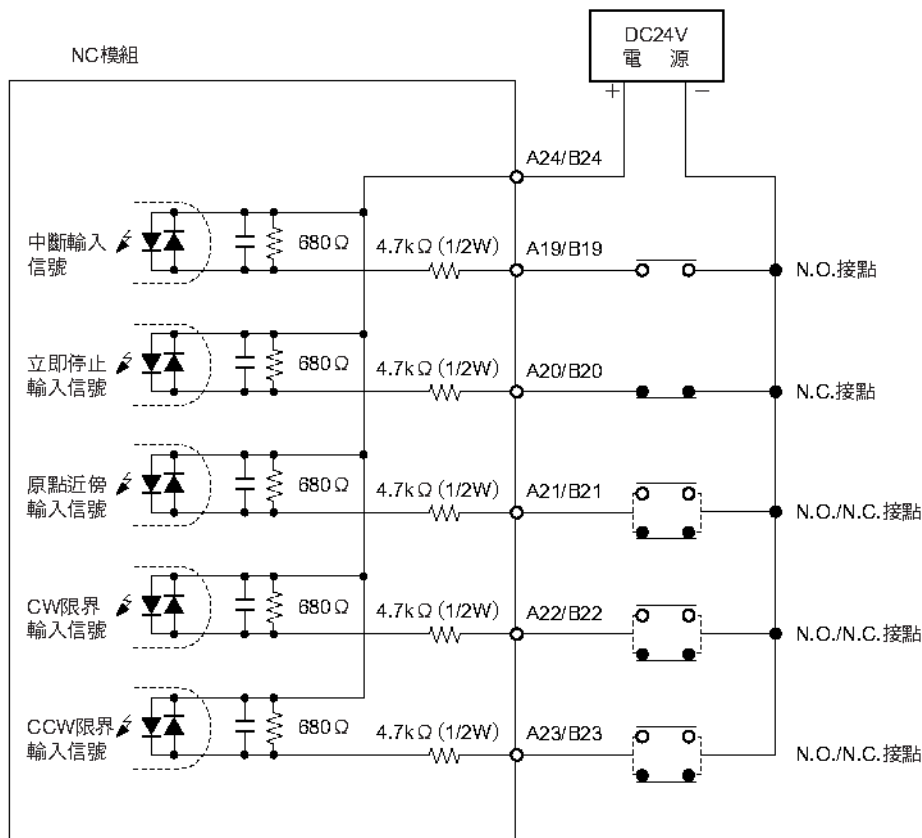 DC24V
電 源
NC模組
+ −
A24/B24
中斷輸入
信號
680Ω
4.7kΩ(1/2W)
A19/B19
N.O.接點
立即停止
輸入信號
680Ω
4.7kΩ(1/2W)
A20/B20
N.C.接點
原點近傍
輸入信號
680Ω
4.7kΩ(1/2W)
A21/B21
N.O./N.C.接點
CW限界
輸入信號
680Ω
4.7kΩ(1/2W)
A22/B22
N.O./N.C.接點
CCW限界
輸入信號
680Ω
4.7kΩ(1/2W)
A23/B23
N.O./N.C.接點